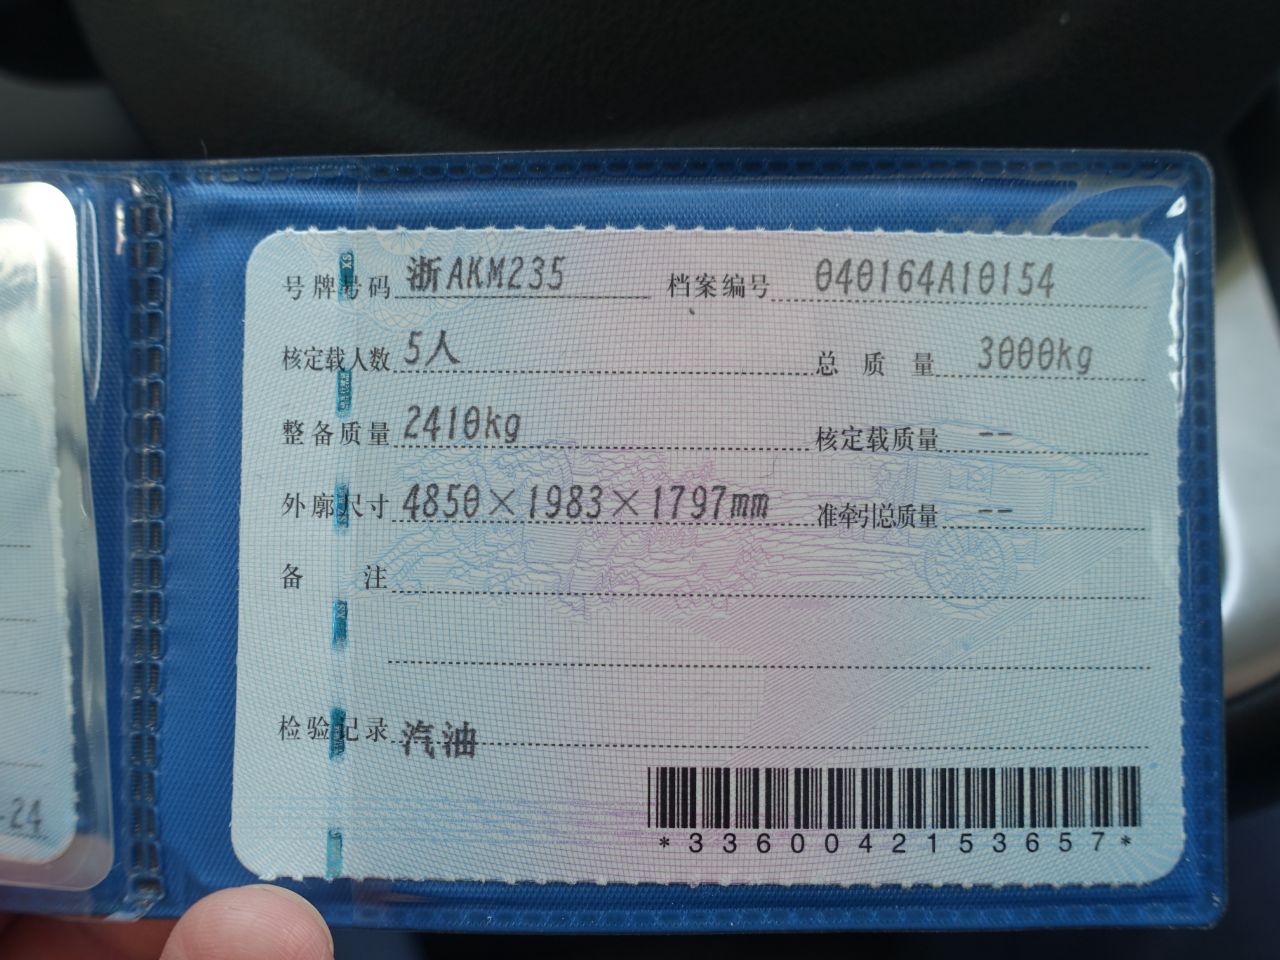 号牌号码 浙AKM235 档案编号 040164A10154
核定载人数 5人 总质量 3000kg
整备质量 2410kg 核定载质量 --
外廓尺寸 4850×1983×1797mm 准牵引总质量 --
备注
检验记录 汽油
*3360042153657*
-24